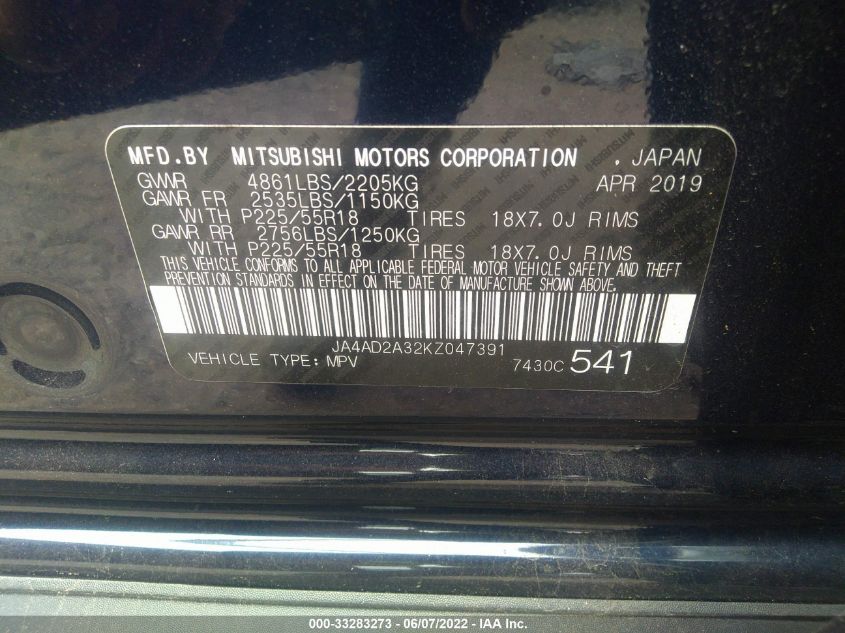 MFD.BY MITSUBISHI MOTORS CORPORATION . JAPAN
GVWR 4861LBS/2205KG APR 2019
GAWR FR 2535LBS/1150KG
WITH P225/55R18 TIRES 18X7.0J RIMS
GAWR RR 2756LBS/1250KG
WITH P225/55R18 TIRES 18X7.0J RIMS
THIS VEHICLE CONFORMS TO ALL APPLICABLE FEDERAL MOTOR VEHICLE SAFETY AND THEFT
PREVENTION STANDARDS IN EFFECT ON THE DATE OF MANUFACTURE SHOWN ABOVE.
JA4AD2A32KZ047391
VEHICLE TYPE: MPV 7430C 541
000-33283273 - 06/07/2022 - IAA Inc.